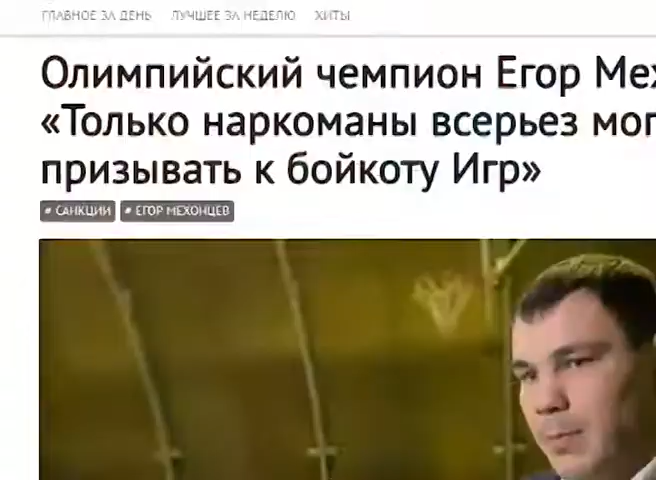 ГЛАВНОЕ ЗА ДЕНЬ ЛУЧШЕЕ ЗА НЕДЕЛЮ ХИТЫ
Олимпийский чемпион Егор
«Только наркоманы всерьез
призывать к бойкоту Игр»
# САНКЦИИ # ЕГОР МЕХОНЦЕВ